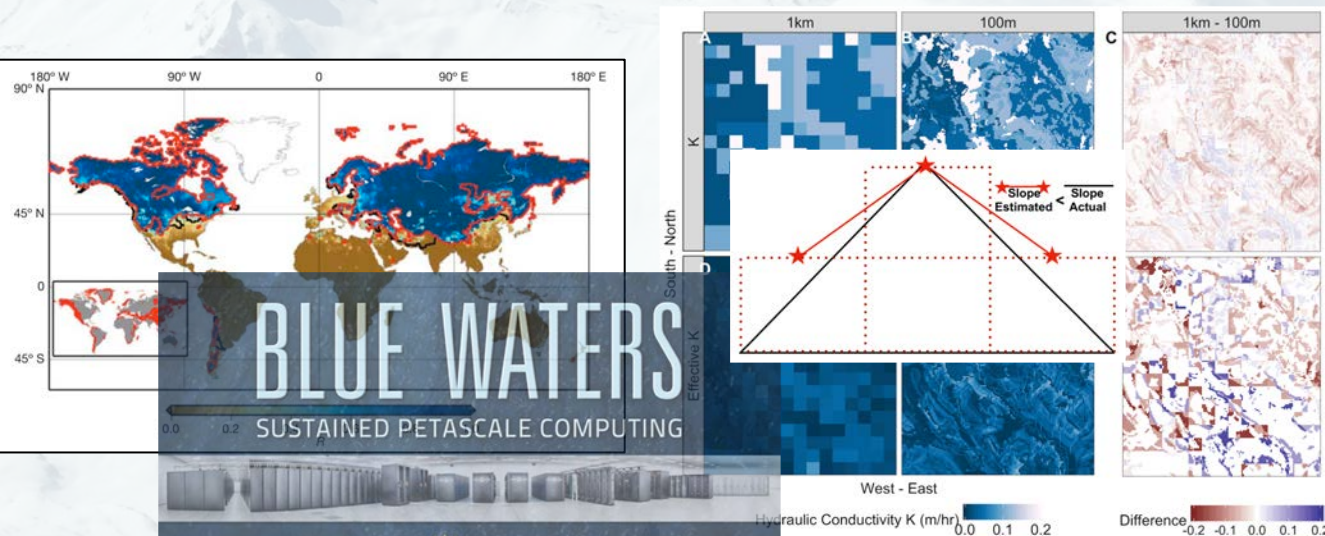 180° W 90° W 0 90° E 180° E
90° N
45° N
0
45° S
0.0 0.2
R
BLUE WATERS
SUSTAINED PETASCALE COMPUTING
1km 100m 1km - 100m
A B C
K
South - North
D
Effective K
Slope Estimated < Slope Actual
West - East
Hydraulic Conductivity K (m/hr)
0.0 0.1 0.2
Difference
-0.2 -0.1 0.0 0.1 0.2